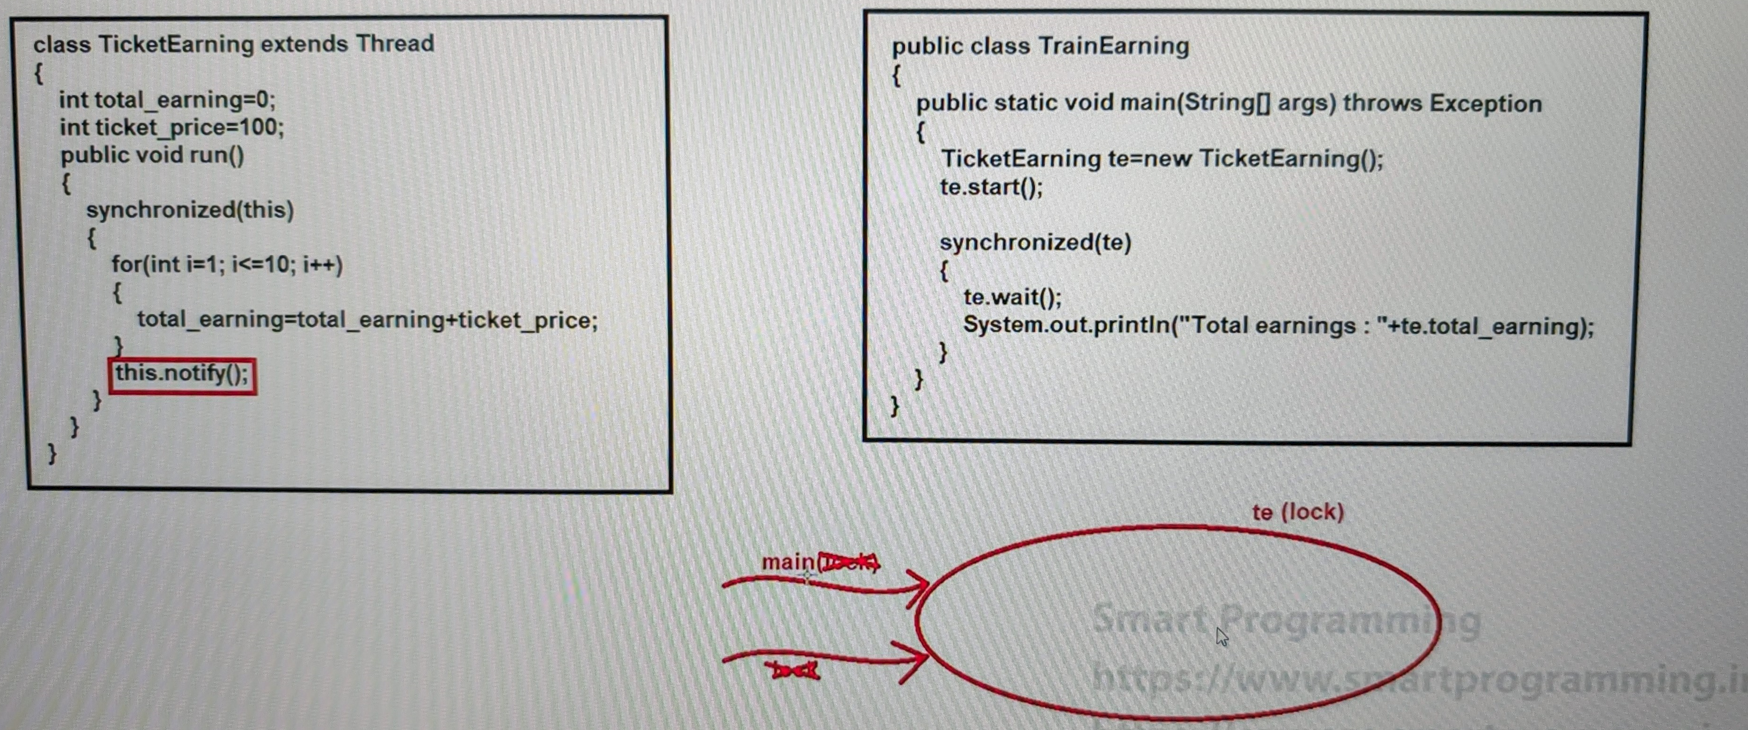 class TicketEarning extends Thread
{
int total_earning=0;
int ticket_price=100;
public void run()
{
synchronized(this)
{
for(int i=1; i<=10; i++)
{
total_earning=total_earning+ticket_price;
}
this.notify();
}
}
}
public class TrainEarning
{
public static void main(String[] args) throws Exception
{
TicketEarning te=new TicketEarning();
te.start();
synchronized(te)
{
te.wait();
System.out.println("Total earnings : "+te.total_earning);
}
}
}
te (lock)
main(lock)
lock
Smart Programming
https://www.smartprogramming.in